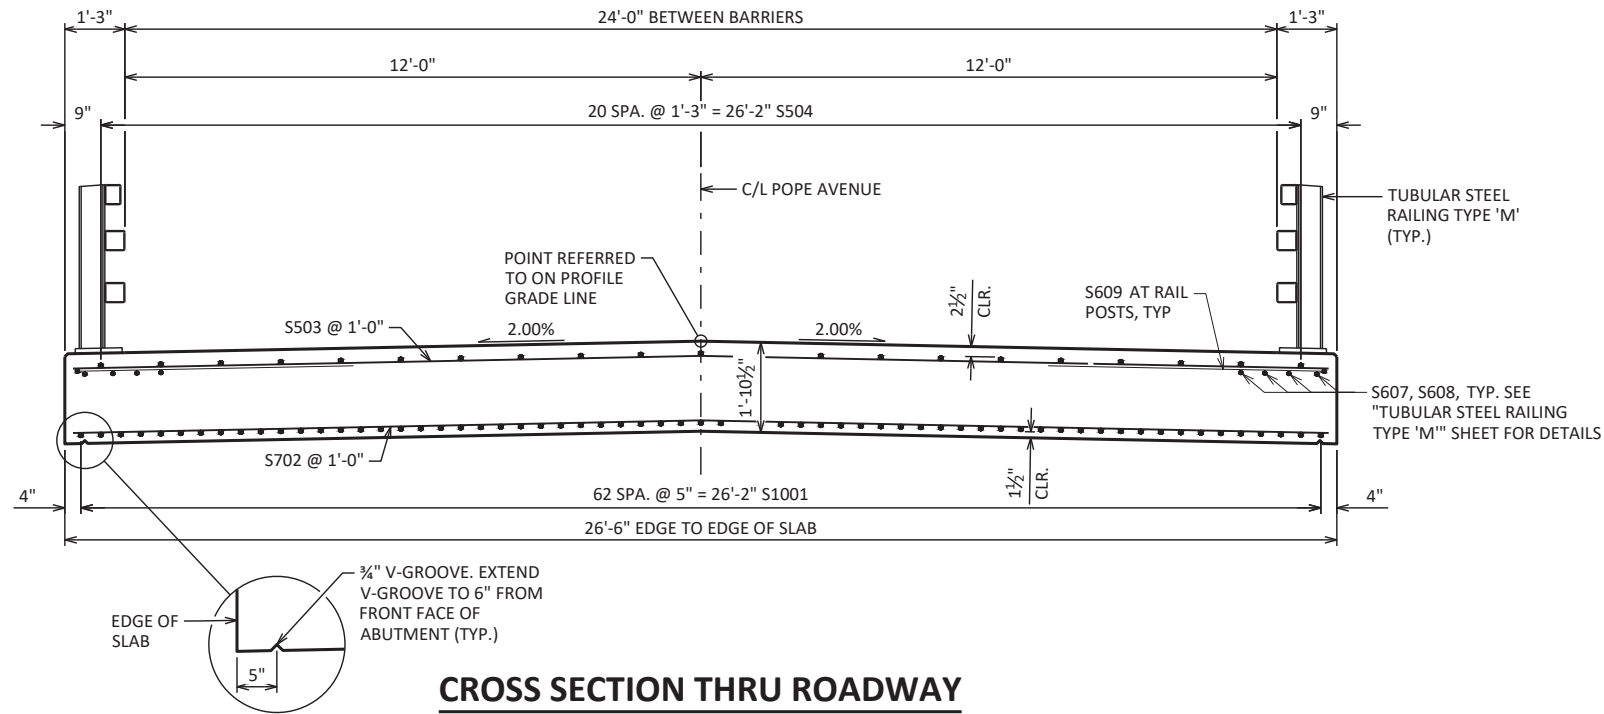 1'-3"
24'-0" BETWEEN BARRIERS
1'-3"
12'-0"
12'-0"
9"
20 SPA. @ 1'-3" = 26'-2" S504
9"
C/L POPE AVENUE
TUBULAR STEEL
RAILING TYPE 'M'
(TYP.)
POINT REFERRED
TO ON PROFILE
GRADE LINE
2½"
CLR.
S609 AT RAIL
POSTS, TYP
S503 @ 1'-0"
2.00%
2.00%
1'-10½"
S607, S608, TYP. SEE
"TUBULAR STEEL RAILING
TYPE 'M'" SHEET FOR DETAILS
S702 @ 1'-0"
1½"
CLR.
4"
62 SPA. @ 5" = 26'-2" S1001
4"
26'-6" EDGE TO EDGE OF SLAB
¾" V-GROOVE. EXTEND
V-GROOVE TO 6" FROM
FRONT FACE OF
ABUTMENT (TYP.)
EDGE OF
SLAB
5"
CROSS SECTION THRU ROADWAY